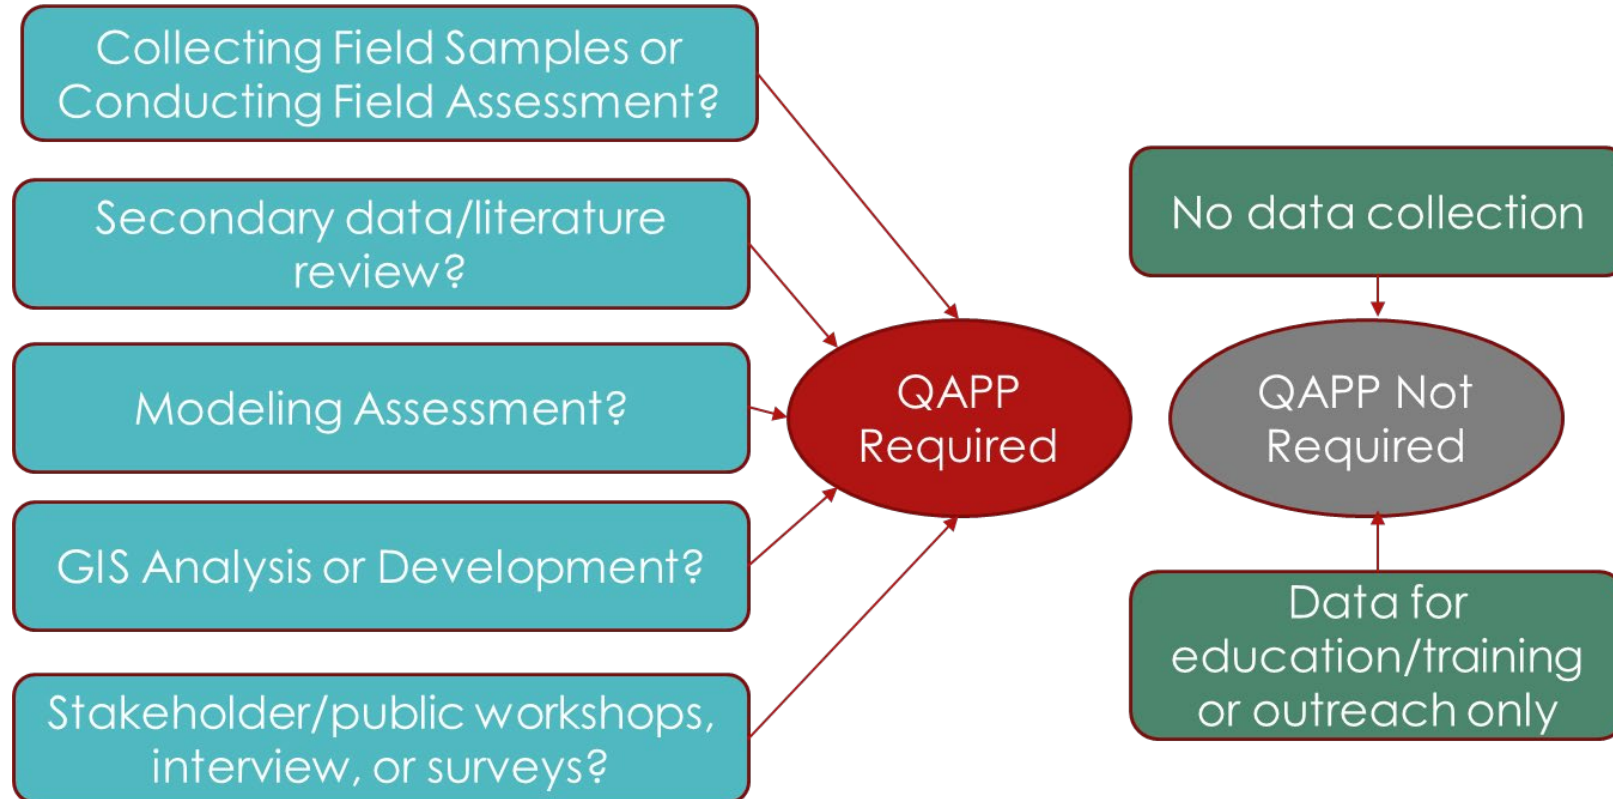 Collecting Field Samples or
Conducting Field Assessment?
Secondary data/literature
review?
Modeling Assessment?
GIS Analysis or Development?
Stakeholder/public workshops,
interview, or surveys?
QAPP
Required
No data collection
QAPP Not
Required
Data for
education/training
or outreach only